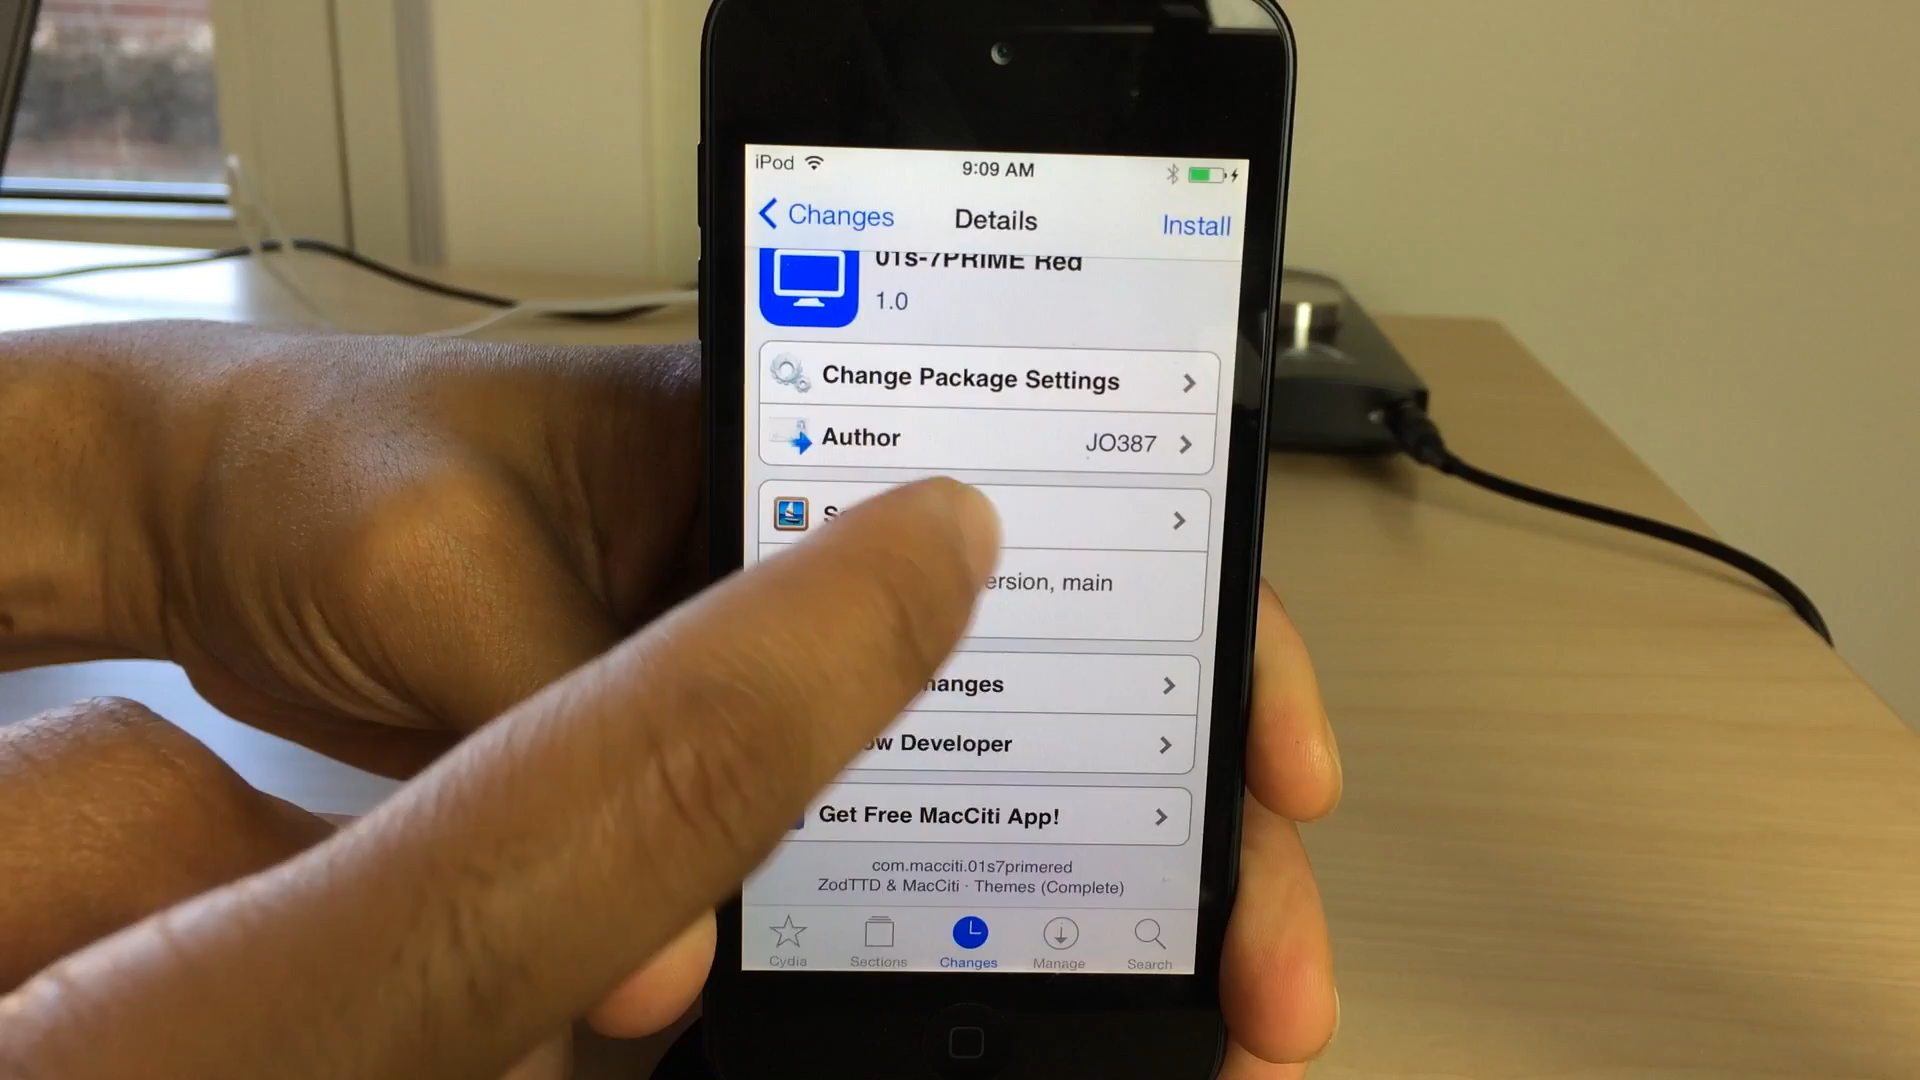 iPod 9:09 AM
Changes Details Install
01s-7PRIME Red
1.0
Change Package Settings
Author JO387
ersion, main
hanges
ow Developer
Get Free MacCiti App!
com.macciti.01s7primered
ZodTTD & MacCiti · Themes (Complete)
Cydia Sections Changes Manage Search